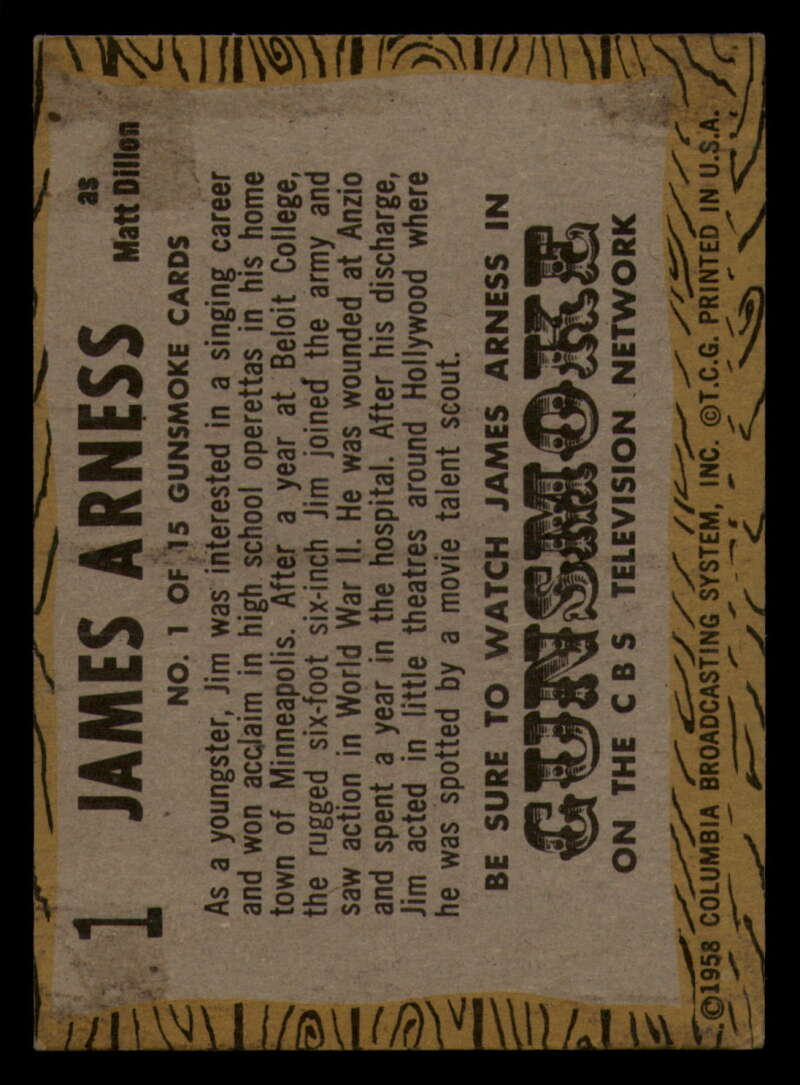 1
JAMES ARNESS
as
Matt Dillon
NO. 1 OF 15 GUNSMOKE CARDS
As a youngster, Jim was interested in a singing career
and won acclaim in high school operettas in his home
town of Minneapolis. After a year at Beloit College,
the rugged six-foot six-inch Jim joined the army and
saw action in World War II. He was wounded at Anzio
and spent a year in the hospital. After his discharge,
Jim acted in little theatres around Hollywood where
he was spotted by a movie talent scout.
BE SURE TO WATCH JAMES ARNESS IN
GUNSMOKE
ON THE CBS TELEVISION NETWORK
©1958 COLUMBIA BROADCASTING SYSTEM, INC. ©T.C.G. PRINTED IN U.S.A.